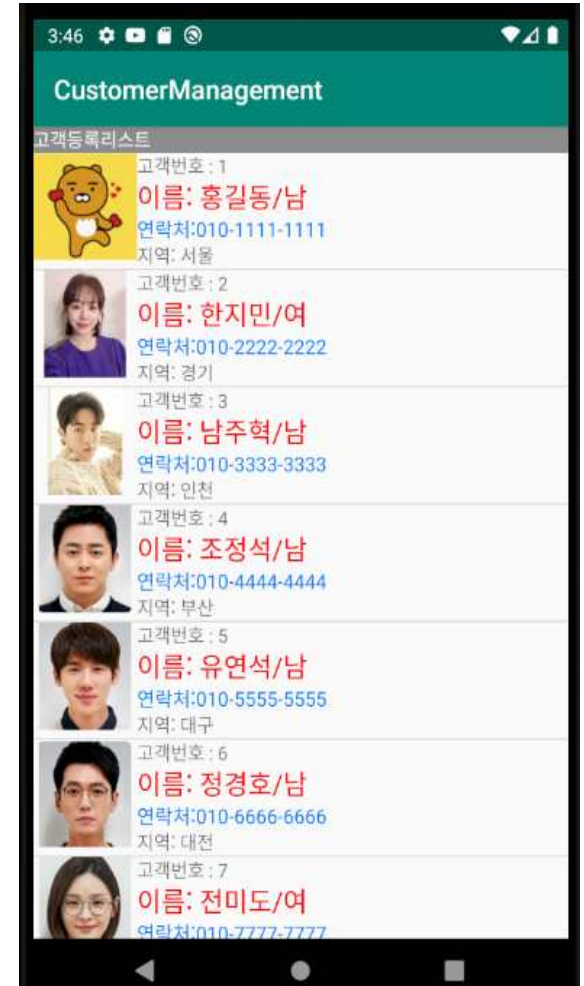 3:46
CustomerManagement
고객등록리스트
고객번호 : 1
이름: 홍길동/남
연락처:010-1111-1111
지역: 서울
고객번호 : 2
이름: 한지민/여
연락처:010-2222-2222
지역: 경기
고객번호 : 3
이름: 남주혁/남
연락처:010-3333-3333
지역: 인천
고객번호 : 4
이름: 조정석/남
연락처:010-4444-4444
지역: 부산
고객번호 : 5
이름: 유연석/남
연락처:010-5555-5555
지역: 대구
고객번호 : 6
이름: 정경호/남
연락처:010-6666-6666
지역: 대전
고객번호 : 7
이름: 전미도/여
연락처:010-7777-7777